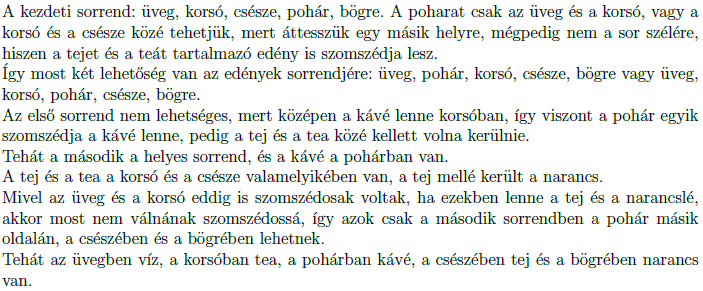 A kezdeti sorrend: üveg, korsó, csésze, pohár, bögre. A poharat csak az üveg és a korsó, vagy a
korsó és a csésze közé tehetjük, mert áttesszük egy másik helyre, mégpedig nem a sor szélére,
hiszen a tejet és a teát tartalmazó edény is szomszédja lesz.
Így most két lehetőség van az edények sorrendjére: üveg, pohár, korsó, csésze, bögre vagy üveg,
korsó, pohár, csésze, bögre.
Az első sorrend nem lehetséges, mert középen a kávé lenne korsóban, így viszont a pohár egyik
szomszédja a kávé lenne, pedig a tej és a tea közé kellett volna kerülnie.
Tehát a második a helyes sorrend, és a kávé a pohárban van.
A tej és a tea a korsó és a csésze valamelyikében van, a tej mellé került a narancs.
Mivel az üveg és a korsó eddig is szomszédosak voltak, ha ezekben lenne a tej és a narancslé,
akkor most nem válnának szomszédossá, így azok csak a második sorrendben a pohár másik
oldalán, a csészében és a bögrében lehetnek.
Tehát az üvegben víz, a korsóban tea, a pohárban kávé, a csészében tej és a bögrében narancs
van.